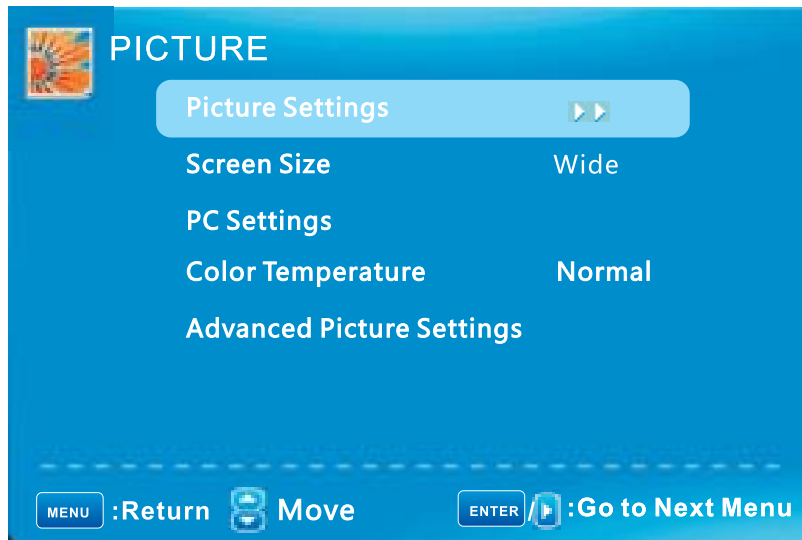 PICTURE
Picture Settings
Screen Size Wide
PC Settings
Color Temperature Normal
Advanced Picture Settings
MENU :Return Move ENTER / :Go to Next Menu